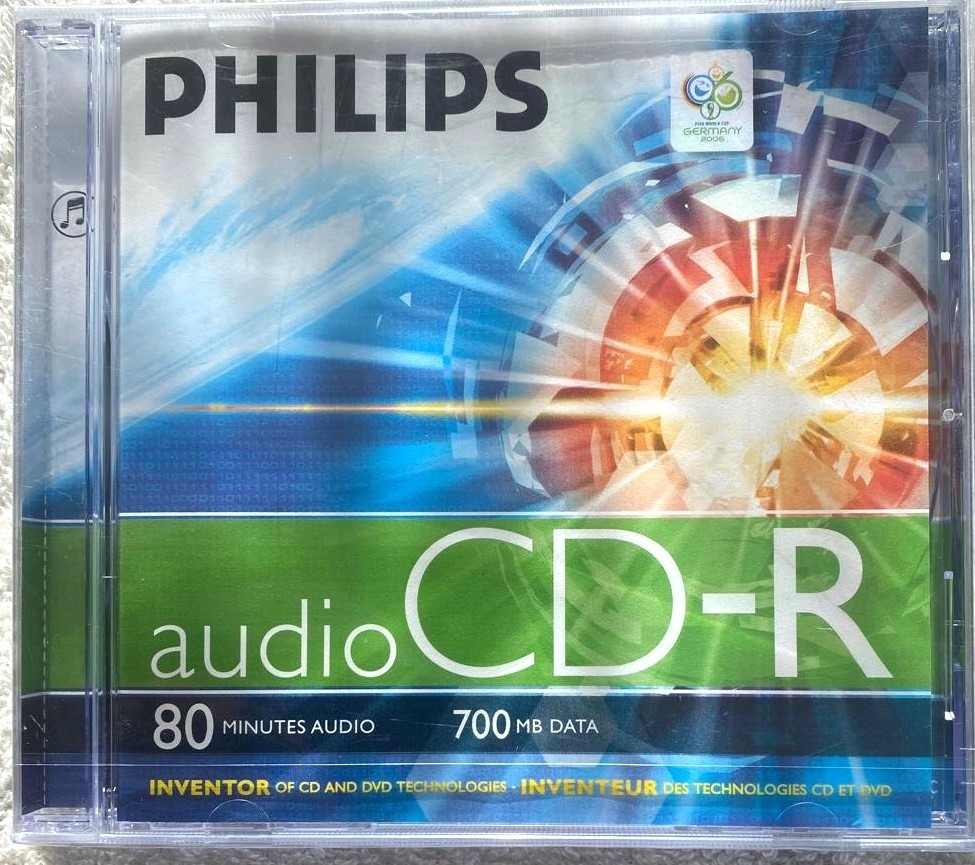 PHILIPS
FIFA WORLD CUP
GERMANY
2006
audio CD-R
80 MINUTES AUDIO 700 MB DATA
INVENTOR OF CD AND DVD TECHNOLOGIES - INVENTEUR DES TECHNOLOGIES CD ET DVD